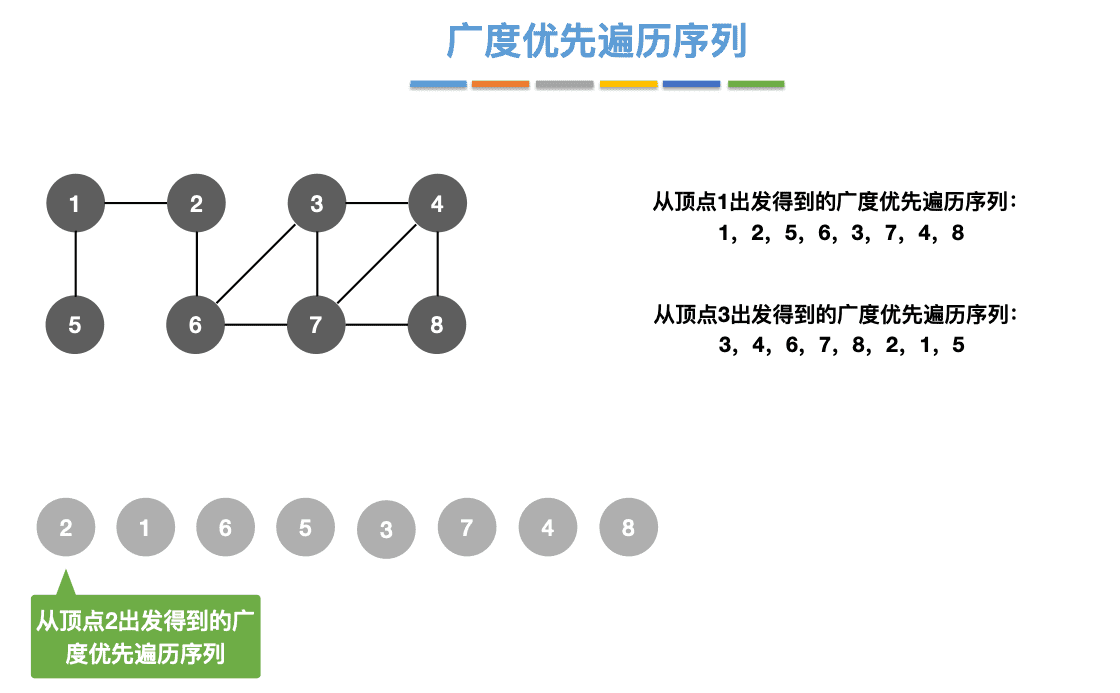 广度优先遍历序列
1 2 3 4
5 6 7 8
从顶点1出发得到的广度优先遍历序列：
1，2，5，6，3，7，4，8
从顶点3出发得到的广度优先遍历序列：
3，4，6，7，8，2，1，5
2 1 6 5 3 7 4 8
从顶点2出发得到的广
度优先遍历序列